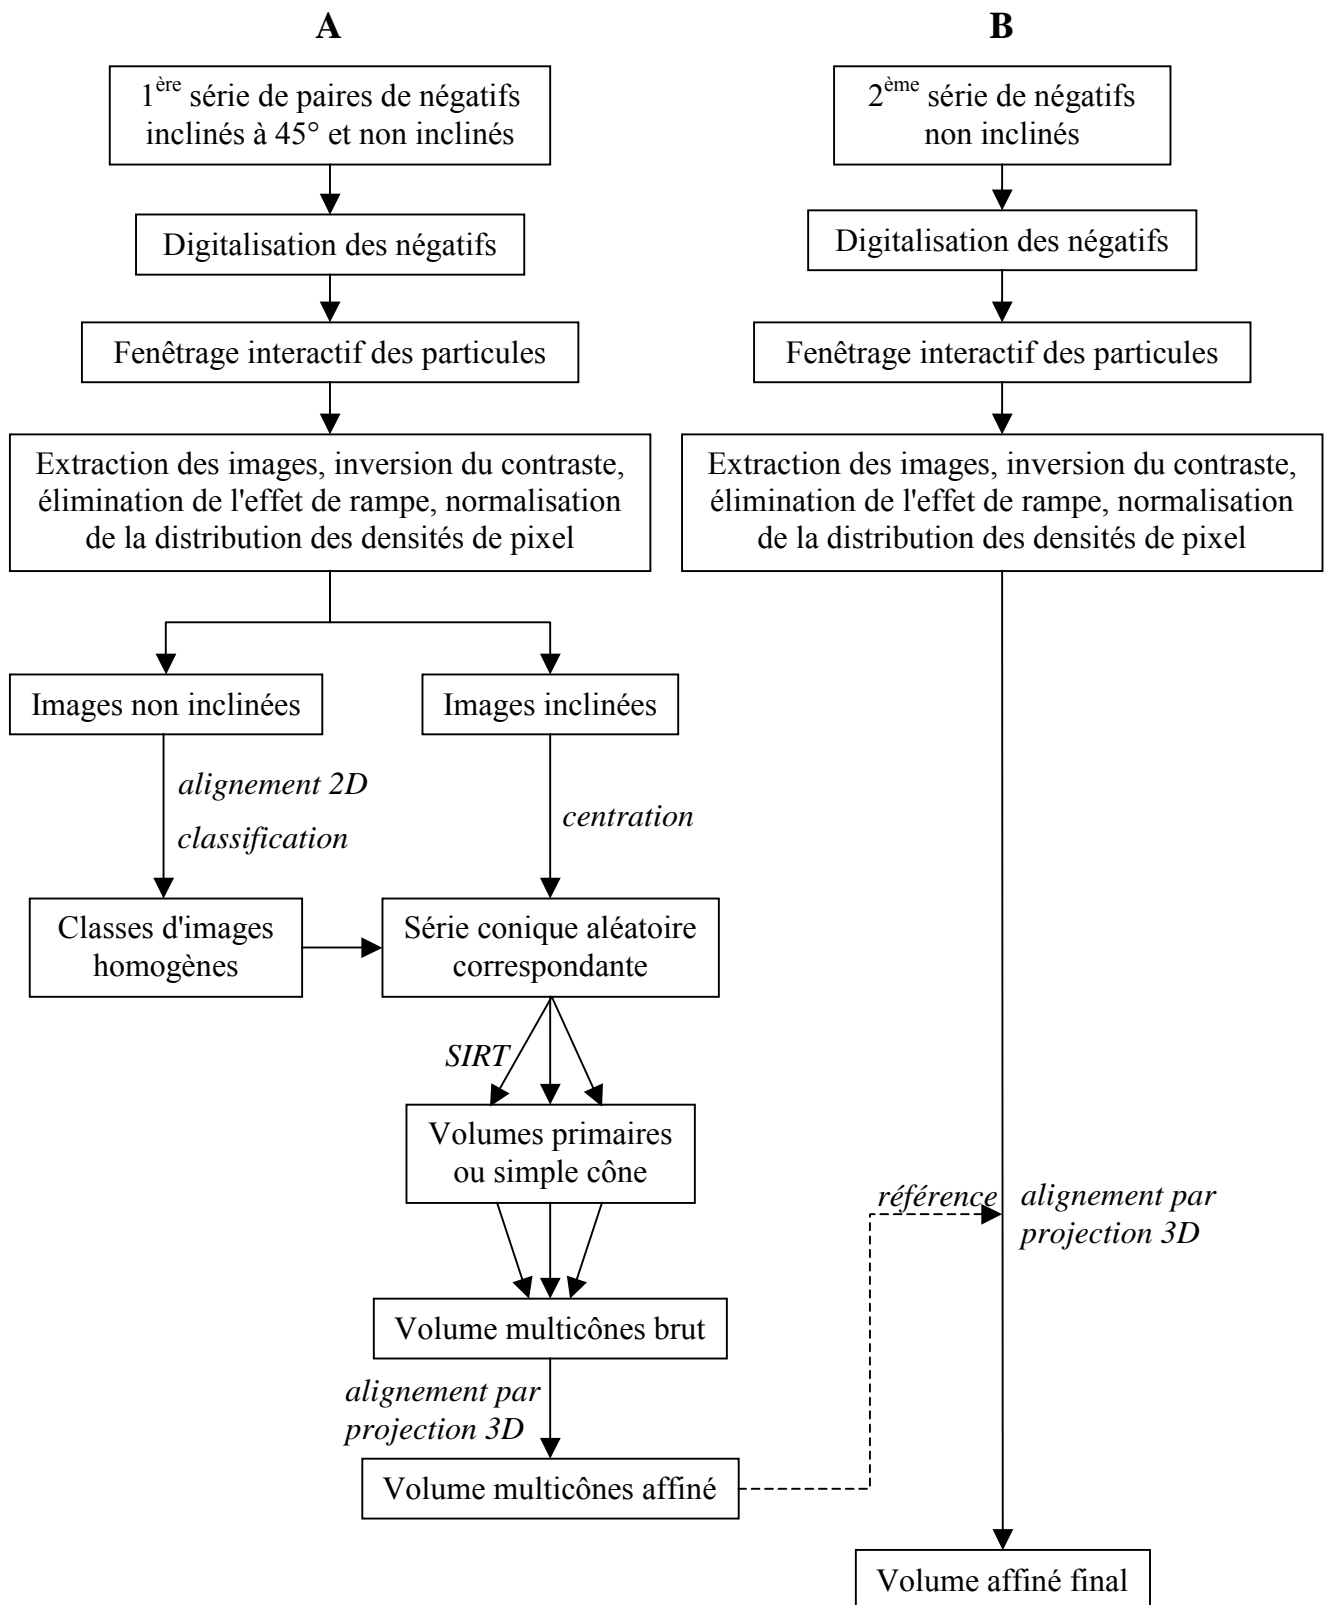 A
1ère série de paires de négatifs
inclinés à 45° et non inclinés
Digitalisation des négatifs
Fenêtrage interactif des particules
Extraction des images, inversion du contraste,
élimination de l'effet de rampe, normalisation
de la distribution des densités de pixel
Images non inclinées
Images inclinées
alignement 2D
classification
centration
Classes d'images
homogènes
Série conique aléatoire
correspondante
SIRT
Volumes primaires
ou simple cône
Volume multicônes brut
alignement par
projection 3D
Volume multicônes affiné
B
2ème série de négatifs
non inclinés
Digitalisation des négatifs
Fenêtrage interactif des particules
Extraction des images, inversion du contraste,
élimination de l'effet de rampe, normalisation
de la distribution des densités de pixel
référence
alignement par
projection 3D
Volume affiné final